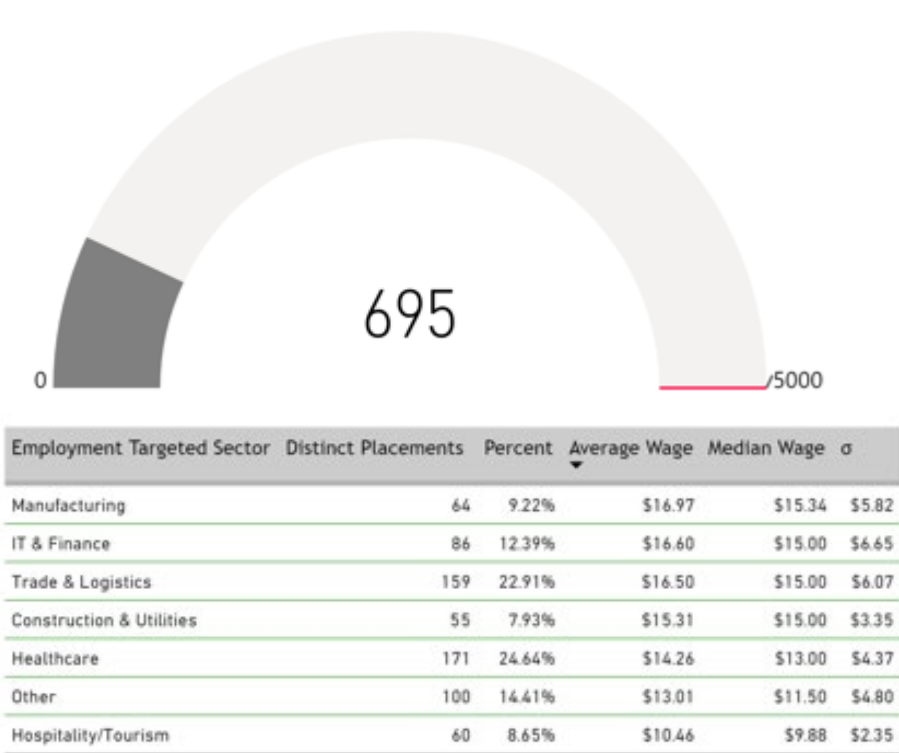 695
0
/5000
Employment Targeted Sector Distinct Placements Percent Average Wage Median Wage σ
Manufacturing 64 9.22% $16.97 $15.34 $5.82
IT & Finance 86 12.39% $16.60 $15.00 $6.65
Trade & Logistics 159 22.91% $16.50 $15.00 $6.07
Construction & Utilities 55 7.93% $15.31 $15.00 $3.35
Healthcare 171 24.64% $14.26 $13.00 $4.37
Other 100 14.41% $13.01 $11.50 $4.80
Hospitality/Tourism 60 8.65% $10.46 $9.88 $2.35